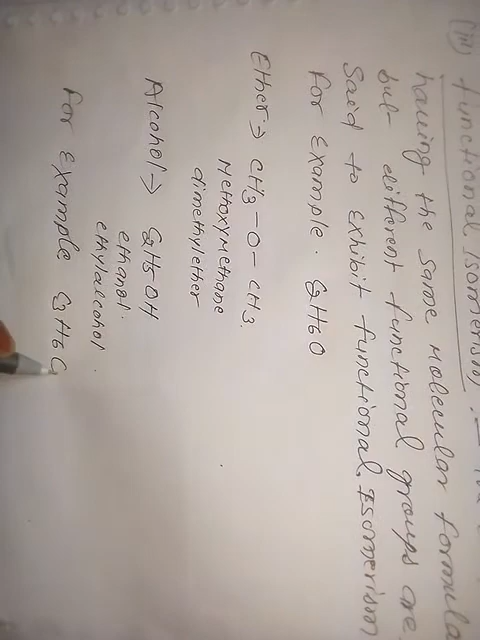 (iii) functional isomerism :-
having the same molecular formula
but different functional groups are
said to exhibit functional isomerism
for Example. C2H6O
Ether → CH3-O-CH3.
Methoxymethane
dimethylether
Alcohol → C2H5OH
ethanol.
ethylalcohol.
for Example C3H6O